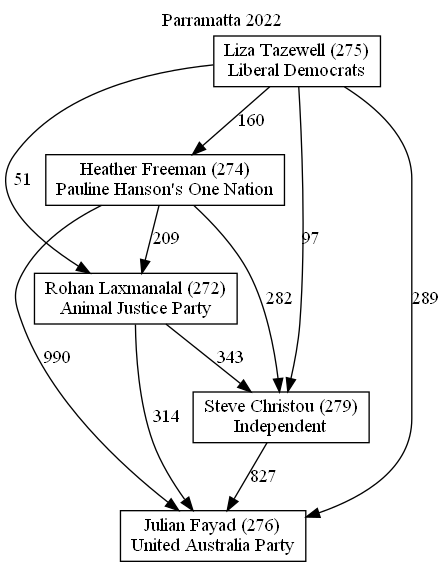 Parramatta 2022
Liza Tazewell (275)
Liberal Democrats
160
Heather Freeman (274)
Pauline Hanson's One Nation
51
209
97
Rohan Laxmanalal (272)
Animal Justice Party
282
289
990
343
314
Steve Christou (279)
Independent
827
Julian Fayad (276)
United Australia Party